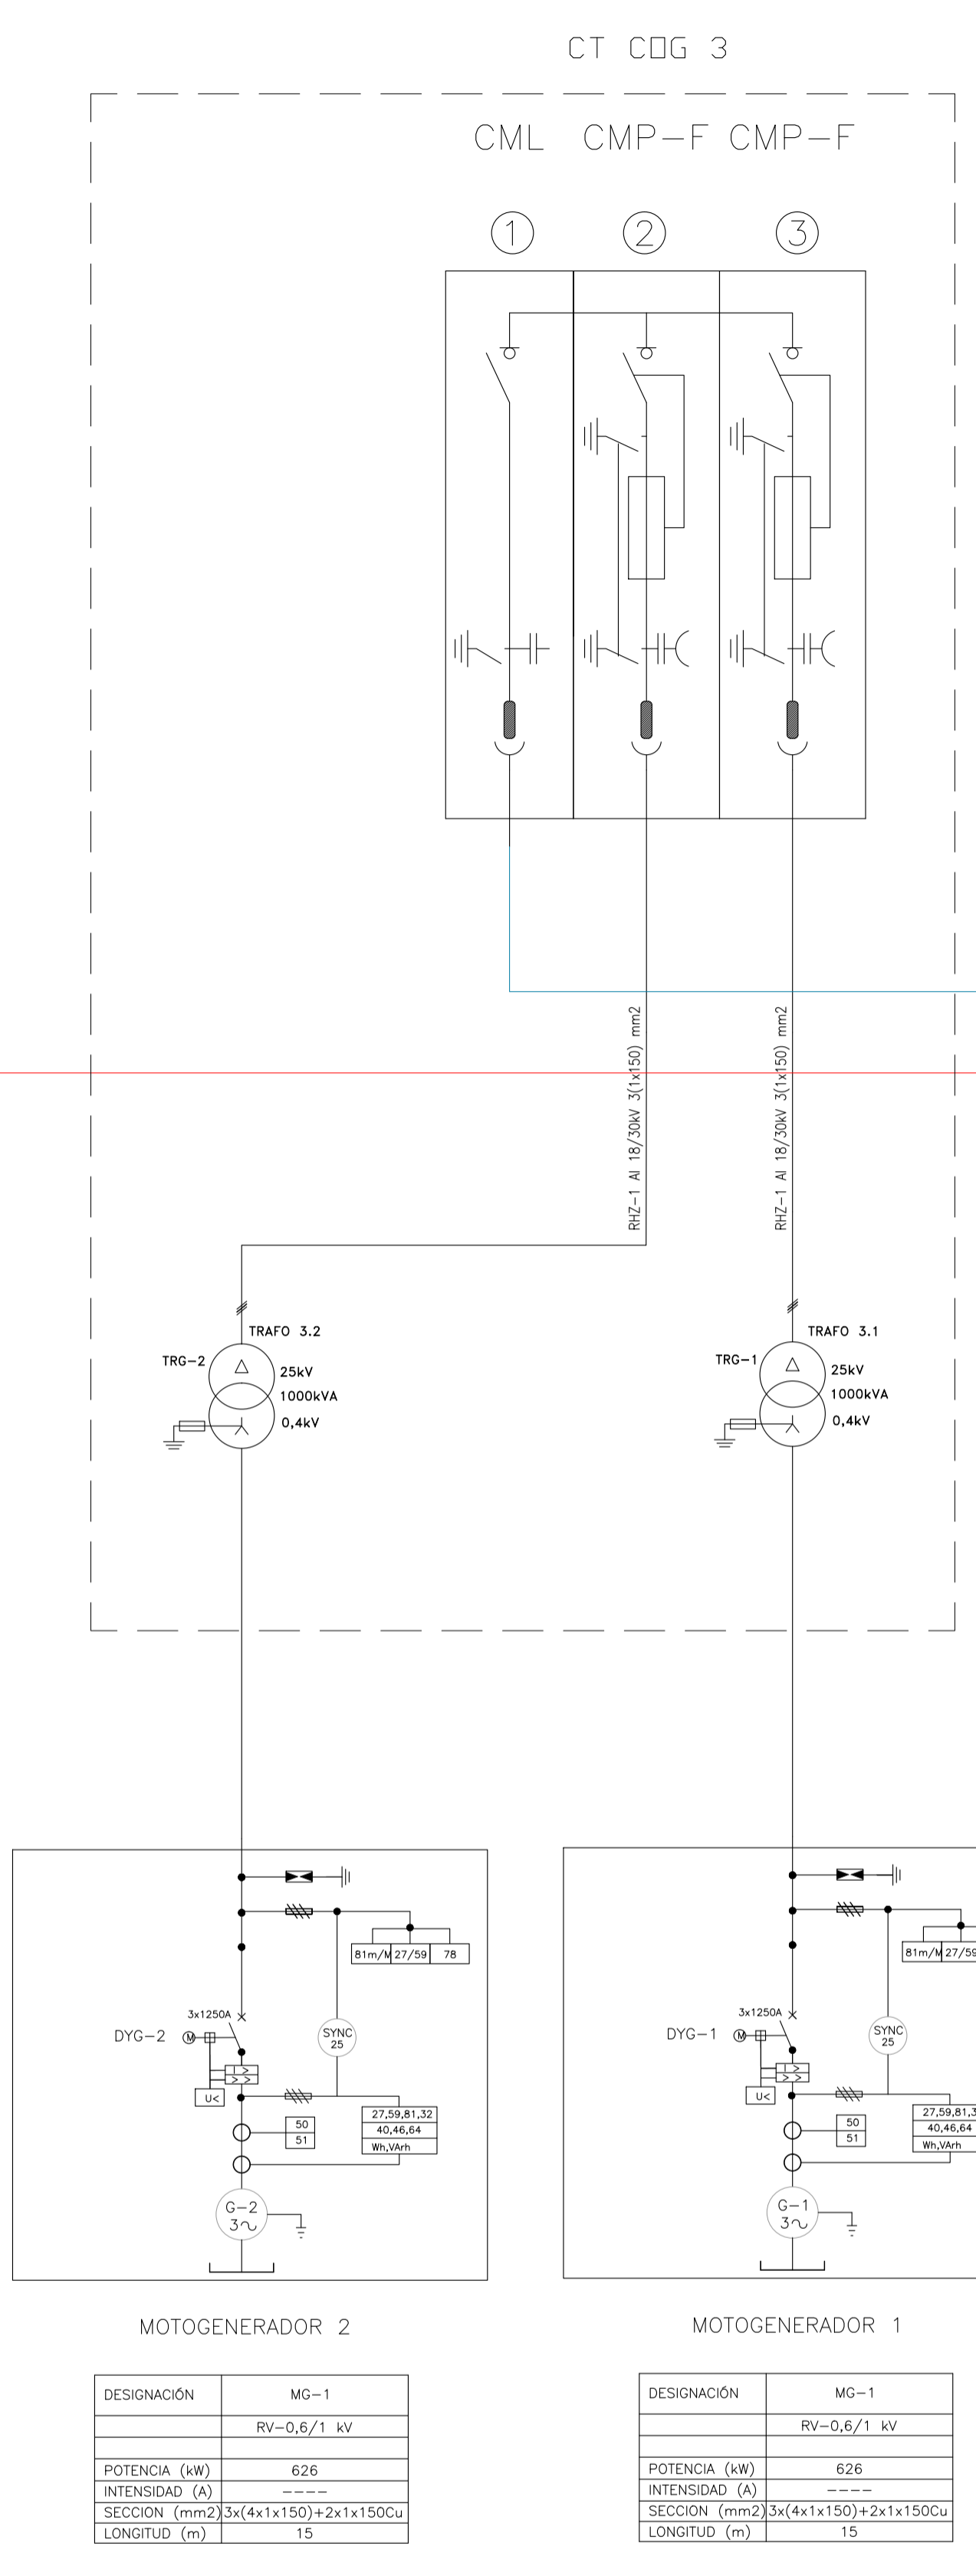 CT COG 3
CML CMP-F CMP-F
1 2 3
RHZ-1 Al 18/30kV 3(1x150) mm2
RHZ-1 Al 18/30kV 3(1x150) mm2
TRAFO 3.2
TRG-2
25kV
1000kVA
0,4kV
TRAFO 3.1
TRG-1
25kV
1000kVA
0,4kV
81m/M 27/59 78
3x1250A
DYG-2
M
SYNC
25
I >
> >
U<
50
51
27,59,81,32
40,46,64
Wh,VArh
G-2
3~
MOTOGENERADOR 2
81m/M 27/59
3x1250A
DYG-1
M
SYNC
25
I >
> >
U<
50
51
27,59,81,3
40,46,64
Wh,VArh
G-1
3~
MOTOGENERADOR 1
DESIGNACIÓN MG-1
RV-0,6/1 kV
POTENCIA (kW) 626
INTENSIDAD (A) ----
SECCION (mm2) 3x(4x1x150)+2x1x150Cu
LONGITUD (m) 15
DESIGNACIÓN MG-1
RV-0,6/1 kV
POTENCIA (kW) 626
INTENSIDAD (A) ----
SECCION (mm2) 3x(4x1x150)+2x1x150Cu
LONGITUD (m) 15